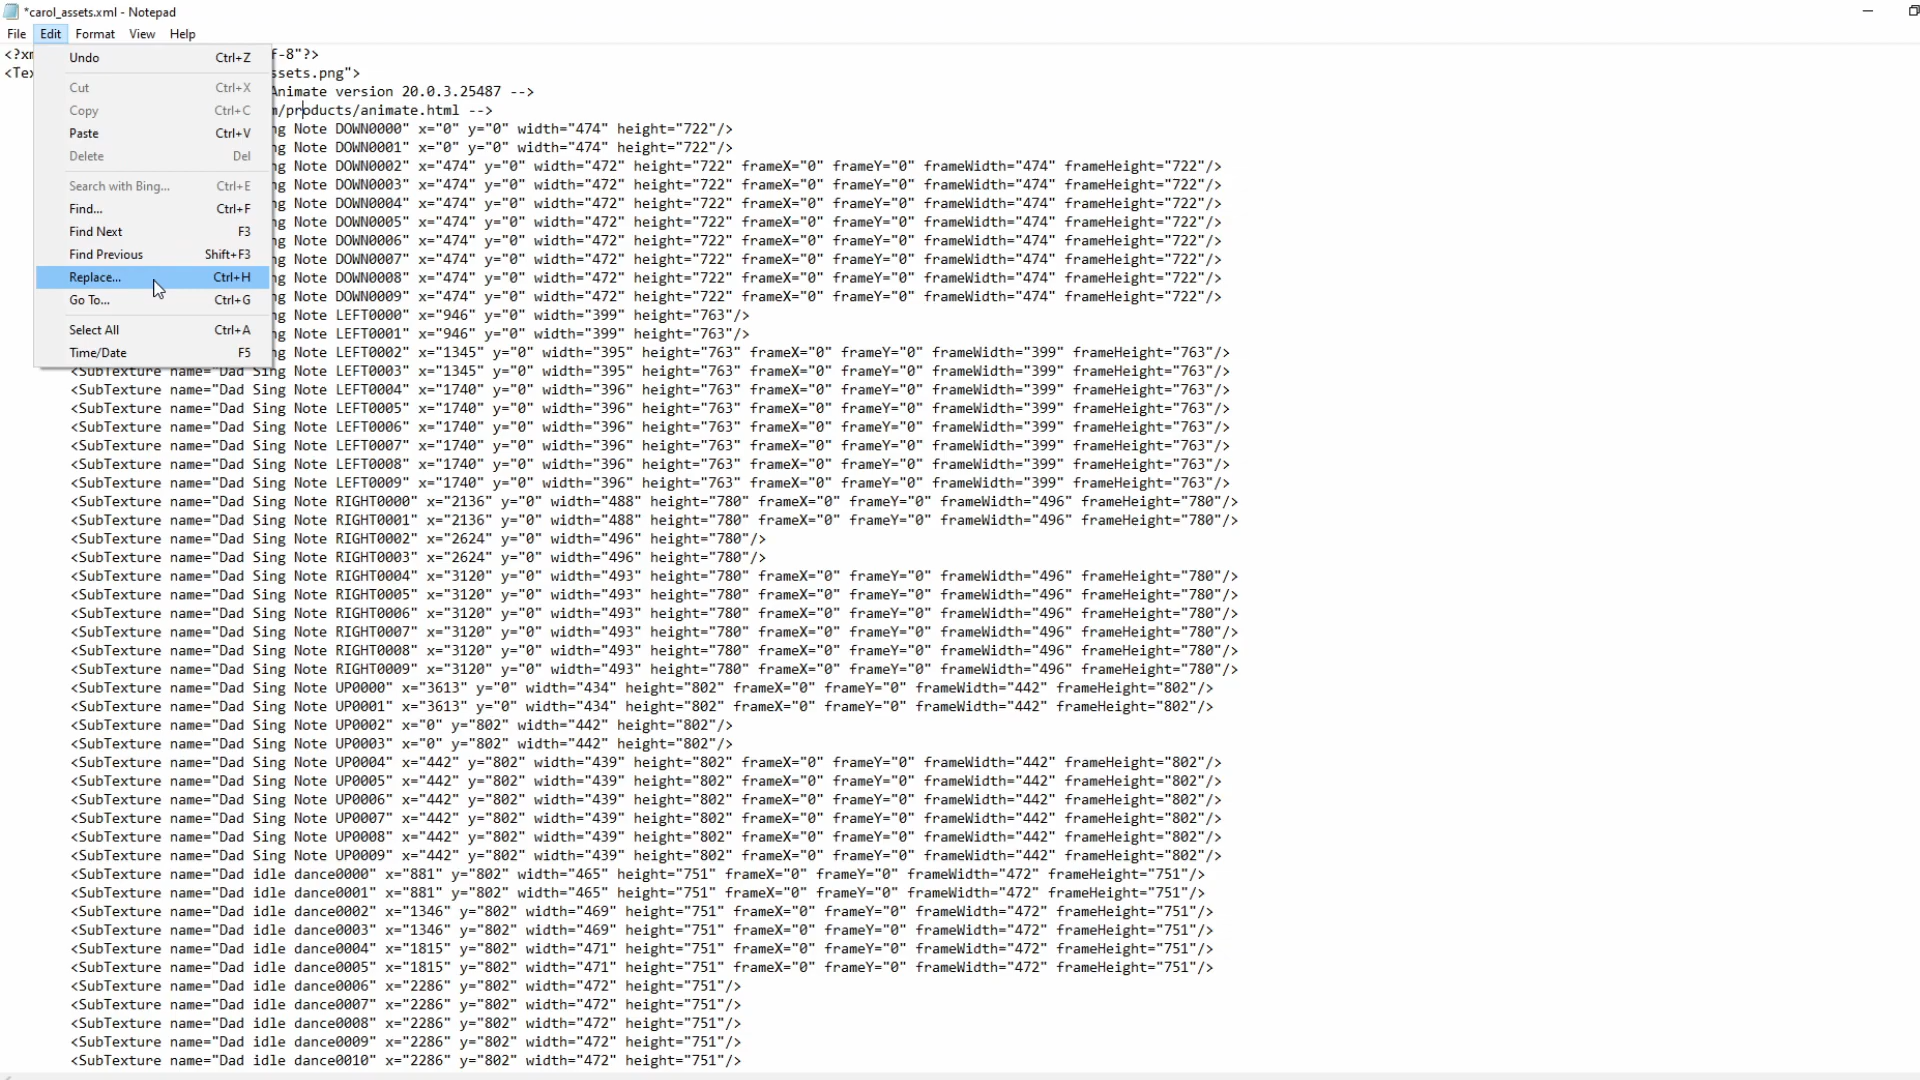 *carol_assets.xml - Notepad
File Edit Format View Help
Undo Ctrl+Z
Cut Ctrl+X
Copy Ctrl+C
Paste Ctrl+V
Delete Del
Search with Bing... Ctrl+E
Find... Ctrl+F
Find Next F3
Find Previous Shift+F3
Replace... Ctrl+H
Go To... Ctrl+G
Select All Ctrl+A
Time/Date F5
<?xm f-8"?>
<Tex ssets.png">
Animate version 20.0.3.25487 -->
m/products/animate.html -->
ng Note DOWN0000" x="0" y="0" width="474" height="722"/>
ng Note DOWN0001" x="0" y="0" width="474" height="722"/>
ng Note DOWN0002" x="474" y="0" width="472" height="722" frameX="0" frameY="0" frameWidth="474" frameHeight="722"/>
ng Note DOWN0003" x="474" y="0" width="472" height="722" frameX="0" frameY="0" frameWidth="474" frameHeight="722"/>
ng Note DOWN0004" x="474" y="0" width="472" height="722" frameX="0" frameY="0" frameWidth="474" frameHeight="722"/>
ng Note DOWN0005" x="474" y="0" width="472" height="722" frameX="0" frameY="0" frameWidth="474" frameHeight="722"/>
ng Note DOWN0006" x="474" y="0" width="472" height="722" frameX="0" frameY="0" frameWidth="474" frameHeight="722"/>
ng Note DOWN0007" x="474" y="0" width="472" height="722" frameX="0" frameY="0" frameWidth="474" frameHeight="722"/>
ng Note DOWN0008" x="474" y="0" width="472" height="722" frameX="0" frameY="0" frameWidth="474" frameHeight="722"/>
ng Note DOWN0009" x="474" y="0" width="472" height="722" frameX="0" frameY="0" frameWidth="474" frameHeight="722"/>
ng Note LEFT0000" x="946" y="0" width="399" height="763"/>
ng Note LEFT0001" x="946" y="0" width="399" height="763"/>
ng Note LEFT0002" x="1345" y="0" width="395" height="763" frameX="0" frameY="0" frameWidth="399" frameHeight="763"/>
<SubTexture name="Dad Sing Note LEFT0003" x="1345" y="0" width="395" height="763" frameX="0" frameY="0" frameWidth="399" frameHeight="763"/>
<SubTexture name="Dad Sing Note LEFT0004" x="1740" y="0" width="396" height="763" frameX="0" frameY="0" frameWidth="399" frameHeight="763"/>
<SubTexture name="Dad Sing Note LEFT0005" x="1740" y="0" width="396" height="763" frameX="0" frameY="0" frameWidth="399" frameHeight="763"/>
<SubTexture name="Dad Sing Note LEFT0006" x="1740" y="0" width="396" height="763" frameX="0" frameY="0" frameWidth="399" frameHeight="763"/>
<SubTexture name="Dad Sing Note LEFT0007" x="1740" y="0" width="396" height="763" frameX="0" frameY="0" frameWidth="399" frameHeight="763"/>
<SubTexture name="Dad Sing Note LEFT0008" x="1740" y="0" width="396" height="763" frameX="0" frameY="0" frameWidth="399" frameHeight="763"/>
<SubTexture name="Dad Sing Note LEFT0009" x="1740" y="0" width="396" height="763" frameX="0" frameY="0" frameWidth="399" frameHeight="763"/>
<SubTexture name="Dad Sing Note RIGHT0000" x="2136" y="0" width="488" height="780" frameX="0" frameY="0" frameWidth="496" frameHeight="780"/>
<SubTexture name="Dad Sing Note RIGHT0001" x="2136" y="0" width="488" height="780" frameX="0" frameY="0" frameWidth="496" frameHeight="780"/>
<SubTexture name="Dad Sing Note RIGHT0002" x="2624" y="0" width="496" height="780"/>
<SubTexture name="Dad Sing Note RIGHT0003" x="2624" y="0" width="496" height="780"/>
<SubTexture name="Dad Sing Note RIGHT0004" x="3120" y="0" width="493" height="780" frameX="0" frameY="0" frameWidth="496" frameHeight="780"/>
<SubTexture name="Dad Sing Note RIGHT0005" x="3120" y="0" width="493" height="780" frameX="0" frameY="0" frameWidth="496" frameHeight="780"/>
<SubTexture name="Dad Sing Note RIGHT0006" x="3120" y="0" width="493" height="780" frameX="0" frameY="0" frameWidth="496" frameHeight="780"/>
<SubTexture name="Dad Sing Note RIGHT0007" x="3120" y="0" width="493" height="780" frameX="0" frameY="0" frameWidth="496" frameHeight="780"/>
<SubTexture name="Dad Sing Note RIGHT0008" x="3120" y="0" width="493" height="780" frameX="0" frameY="0" frameWidth="496" frameHeight="780"/>
<SubTexture name="Dad Sing Note RIGHT0009" x="3120" y="0" width="493" height="780" frameX="0" frameY="0" frameWidth="496" frameHeight="780"/>
<SubTexture name="Dad Sing Note UP0000" x="3613" y="0" width="434" height="802" frameX="0" frameY="0" frameWidth="442" frameHeight="802"/>
<SubTexture name="Dad Sing Note UP0001" x="3613" y="0" width="434" height="802" frameX="0" frameY="0" frameWidth="442" frameHeight="802"/>
<SubTexture name="Dad Sing Note UP0002" x="0" y="802" width="442" height="802"/>
<SubTexture name="Dad Sing Note UP0003" x="0" y="802" width="442" height="802"/>
<SubTexture name="Dad Sing Note UP0004" x="442" y="802" width="439" height="802" frameX="0" frameY="0" frameWidth="442" frameHeight="802"/>
<SubTexture name="Dad Sing Note UP0005" x="442" y="802" width="439" height="802" frameX="0" frameY="0" frameWidth="442" frameHeight="802"/>
<SubTexture name="Dad Sing Note UP0006" x="442" y="802" width="439" height="802" frameX="0" frameY="0" frameWidth="442" frameHeight="802"/>
<SubTexture name="Dad Sing Note UP0007" x="442" y="802" width="439" height="802" frameX="0" frameY="0" frameWidth="442" frameHeight="802"/>
<SubTexture name="Dad Sing Note UP0008" x="442" y="802" width="439" height="802" frameX="0" frameY="0" frameWidth="442" frameHeight="802"/>
<SubTexture name="Dad Sing Note UP0009" x="442" y="802" width="439" height="802" frameX="0" frameY="0" frameWidth="442" frameHeight="802"/>
<SubTexture name="Dad idle dance0000" x="881" y="802" width="465" height="751" frameX="0" frameY="0" frameWidth="472" frameHeight="751"/>
<SubTexture name="Dad idle dance0001" x="881" y="802" width="465" height="751" frameX="0" frameY="0" frameWidth="472" frameHeight="751"/>
<SubTexture name="Dad idle dance0002" x="1346" y="802" width="469" height="751" frameX="0" frameY="0" frameWidth="472" frameHeight="751"/>
<SubTexture name="Dad idle dance0003" x="1346" y="802" width="469" height="751" frameX="0" frameY="0" frameWidth="472" frameHeight="751"/>
<SubTexture name="Dad idle dance0004" x="1815" y="802" width="471" height="751" frameX="0" frameY="0" frameWidth="472" frameHeight="751"/>
<SubTexture name="Dad idle dance0005" x="1815" y="802" width="471" height="751" frameX="0" frameY="0" frameWidth="472" frameHeight="751"/>
<SubTexture name="Dad idle dance0006" x="2286" y="802" width="472" height="751"/>
<SubTexture name="Dad idle dance0007" x="2286" y="802" width="472" height="751"/>
<SubTexture name="Dad idle dance0008" x="2286" y="802" width="472" height="751"/>
<SubTexture name="Dad idle dance0009" x="2286" y="802" width="472" height="751"/>
<SubTexture name="Dad idle dance0010" x="2286" y="802" width="472" height="751"/>